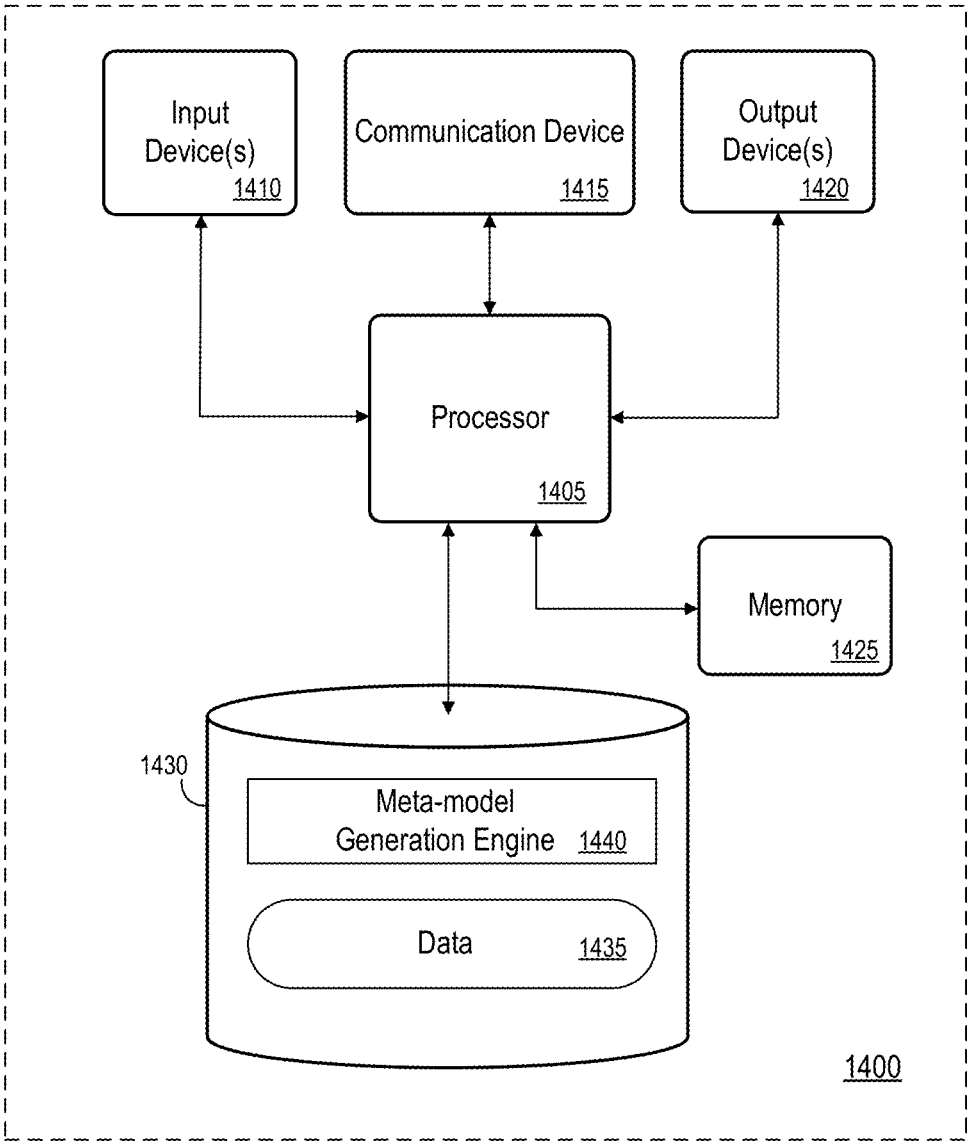 Input
Device(s)
1410
Communication Device
1415
Output
Device(s)
1420
Processor
1405
Memory
1425
1430
Meta-model
Generation Engine 1440
Data 1435
1400